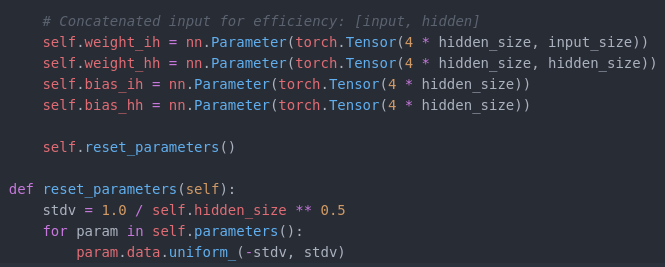 # Concatenated input for efficiency: [input, hidden]
self.weight_ih = nn.Parameter(torch.Tensor(4 * hidden_size, input_size))
self.weight_hh = nn.Parameter(torch.Tensor(4 * hidden_size, hidden_size))
self.bias_ih = nn.Parameter(torch.Tensor(4 * hidden_size))
self.bias_hh = nn.Parameter(torch.Tensor(4 * hidden_size))
self.reset_parameters()
def reset_parameters(self):
stdv = 1.0 / self.hidden_size ** 0.5
for param in self.parameters():
param.data.uniform_(-stdv, stdv)